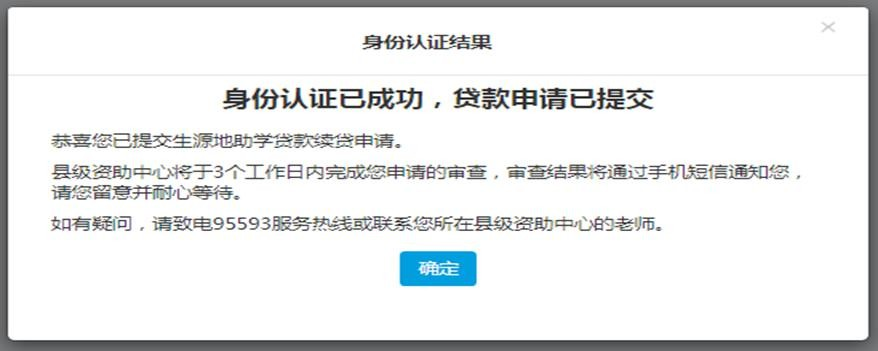 身份认证结果
×
身份认证已成功，贷款申请已提交
恭喜您已提交生源地助学贷款续贷申请。
县级资助中心将于3个工作日内完成您申请的审查，审查结果将通过手机短信通知您，
请您留意并耐心等待。
如有疑问，请致电95593服务热线或联系您所在县级资助中心的老师。
确定